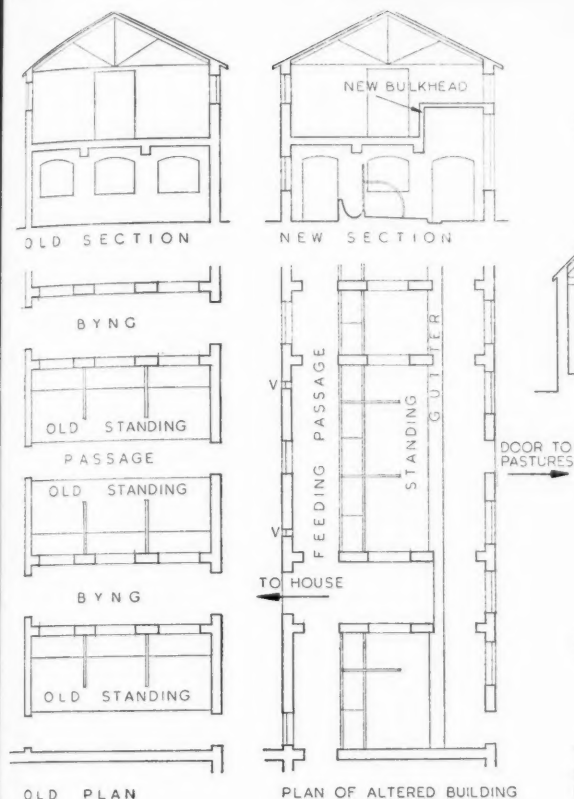 NEW BULKHEAD
OLD SECTION
NEW SECTION
BYNG
OLD STANDING
PASSAGE
OLD STANDING
BYNG
OLD STANDING
OLD PLAN
V
V
FEEDING PASSAGE
STANDING
GUTTER
TO HOUSE
DOOR TO
PASTURES
PLAN OF ALTERED BUILDING